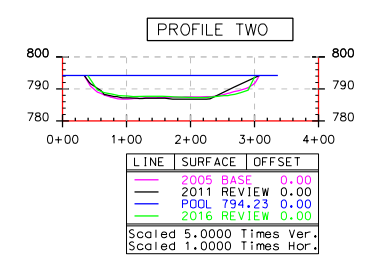 PROFILE TWO
800 800
790 790
780 780
0+00 1+00 2+00 3+00 4+00
LINE SURFACE OFFSET
2005 BASE 0.00
2011 REVIEW 0.00
POOL 794.23 0.00
2016 REVIEW 0.00
Scaled 5.0000 Times Ver.
Scaled 1.0000 Times Hor.